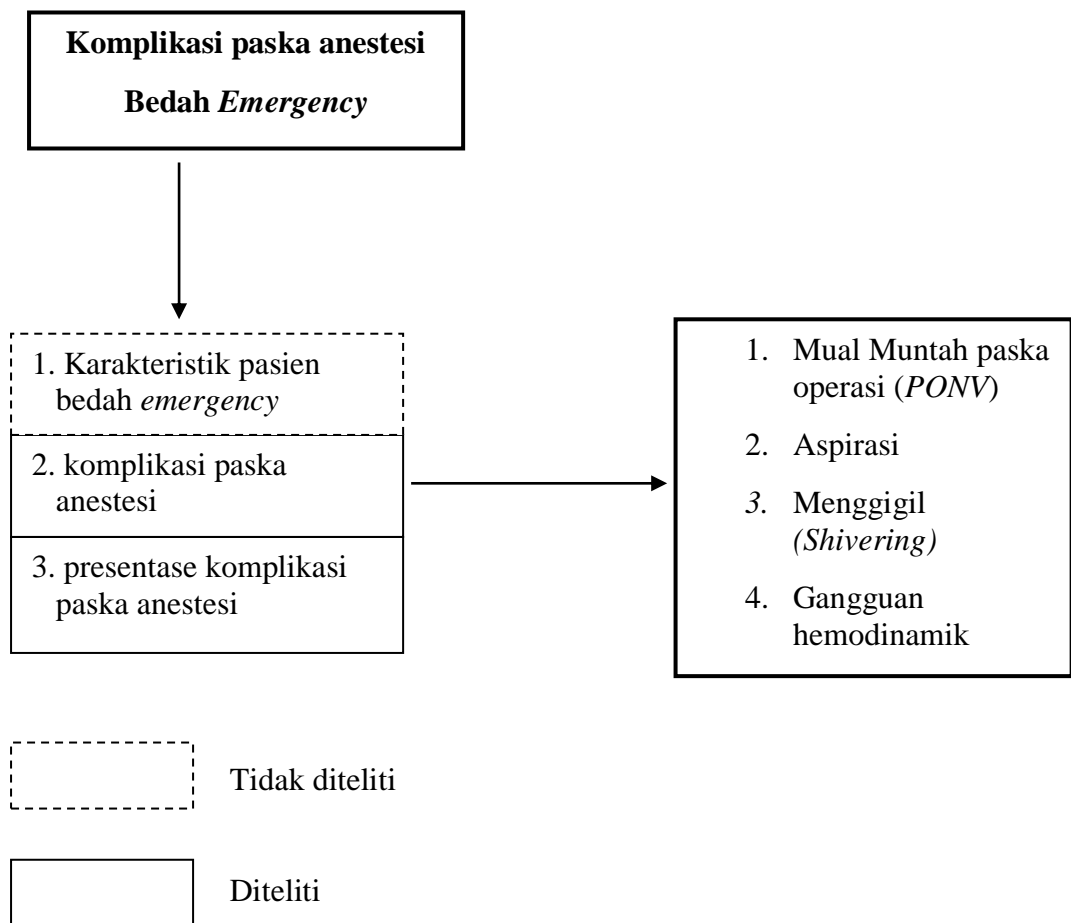 Komplikasi paska anestesi
Bedah Emergency
1. Karakteristik pasien
bedah emergency
2. komplikasi paska
anestesi
3. presentase komplikasi
paska anestesi
1. Mual Muntah paska
operasi (PONV)
2. Aspirasi
3. Menggigil
(Shivering)
4. Gangguan
hemodinamik
Tidak diteliti
Diteliti